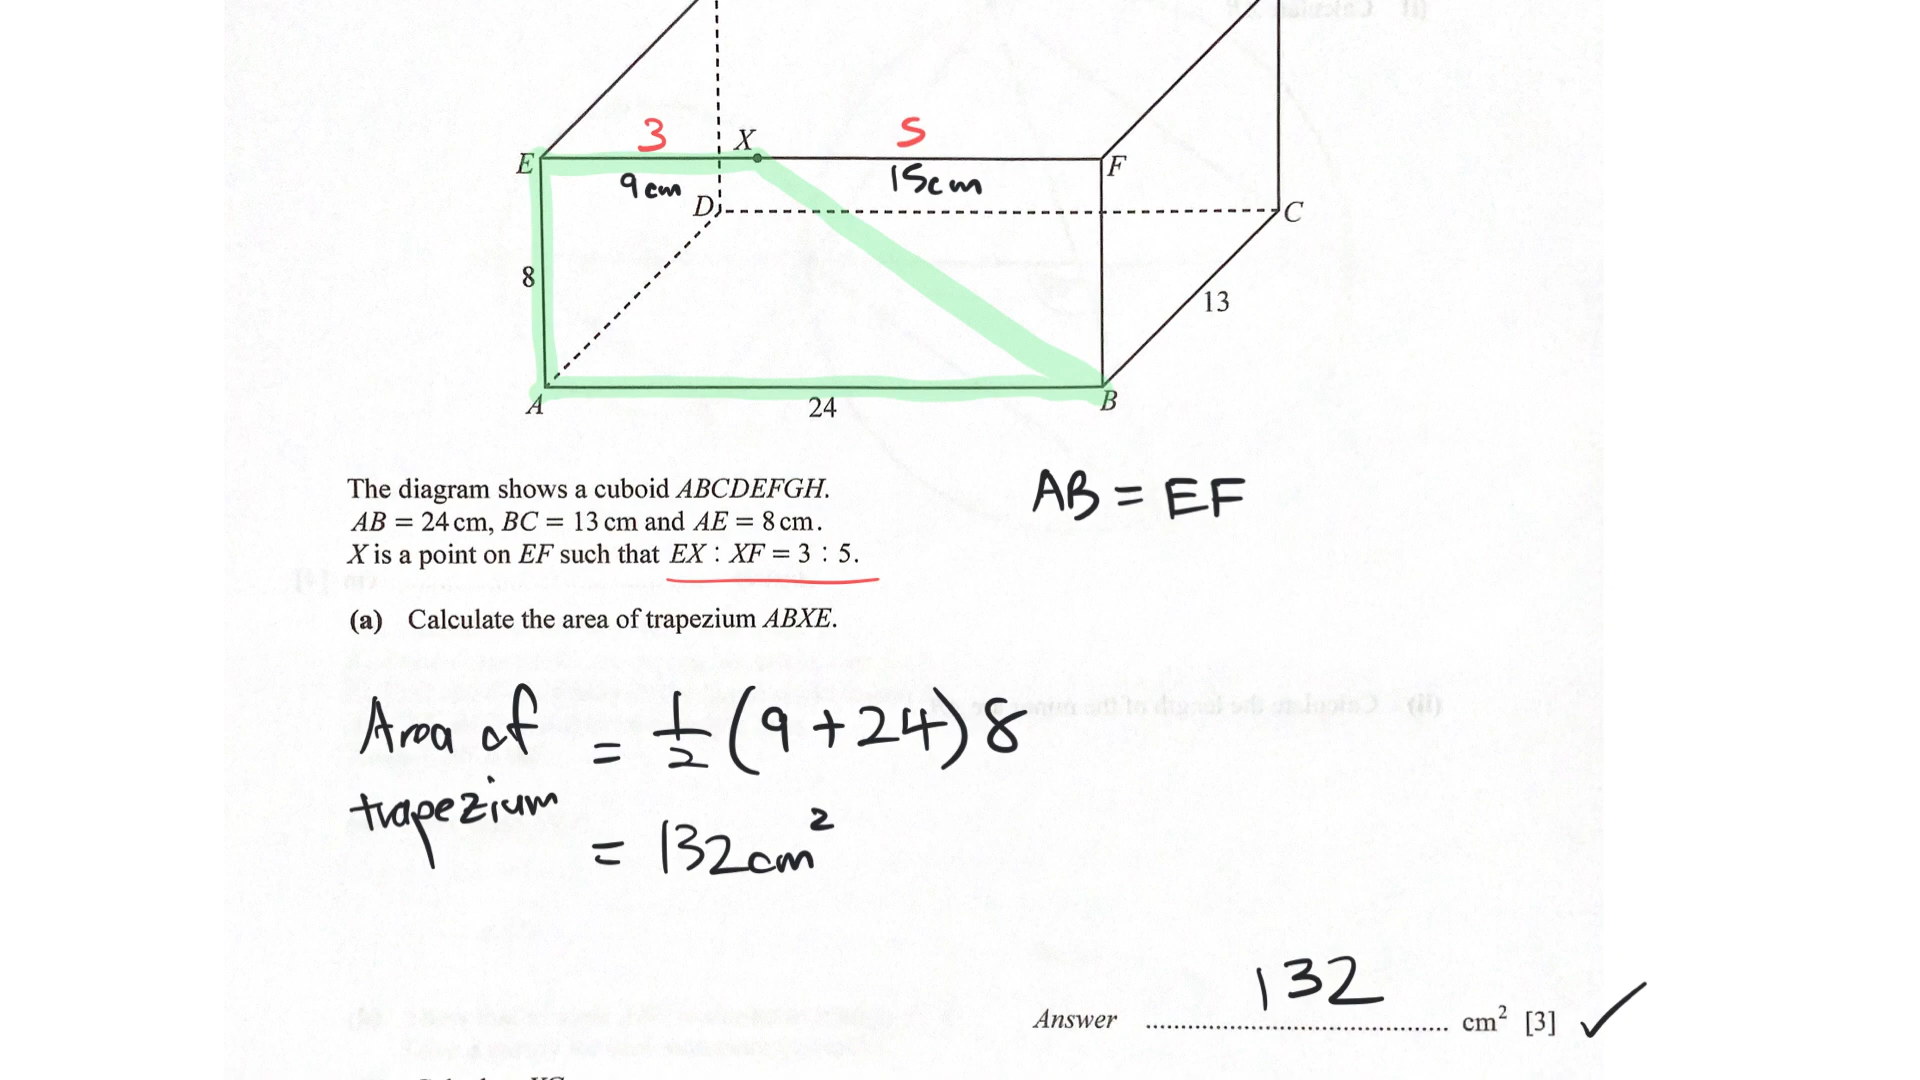 3 X 5
E F
9cm 15cm
D C
8
13
A 24 B
The diagram shows a cuboid ABCDEFGH.
AB = 24 cm, BC = 13 cm and AE = 8 cm.
X is a point on EF such that EX : XF = 3 : 5.
AB = EF
(a) Calculate the area of trapezium ABXE.
Area of trapezium = 1/2 (9 + 24) 8
= 132cm²
132
Answer ........................................ cm² [3] ✓